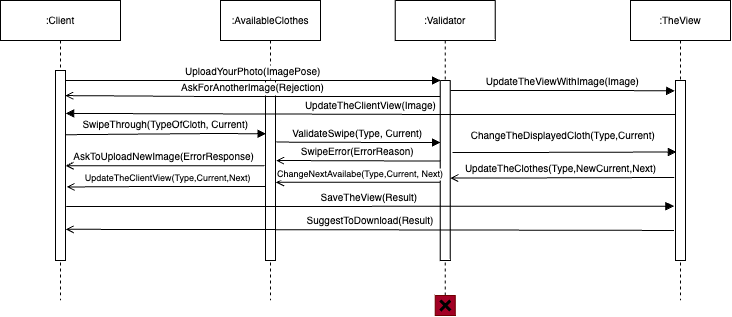 :Client
:AvailableClothes
:Validator
:TheView
UploadYourPhoto(ImagePose)
UpdateTheViewWithImage(Image)
AskForAnotherImage(Rejection)
UpdateTheClientView(Image)
SwipeThrough(TypeOfCloth, Current)
ValidateSwipe(Type, Current)
ChangeTheDisplayedCloth(Type,Current)
SwipeError(ErrorReason)
AskToUploadNewImage(ErrorResponse)
UpdateTheClothes(Type,NewCurrent,Next)
ChangeNextAvailabe(Type,Current, Next)
UpdateTheClientView(Type,Current,Next)
SaveTheView(Result)
SuggestToDownload(Result)